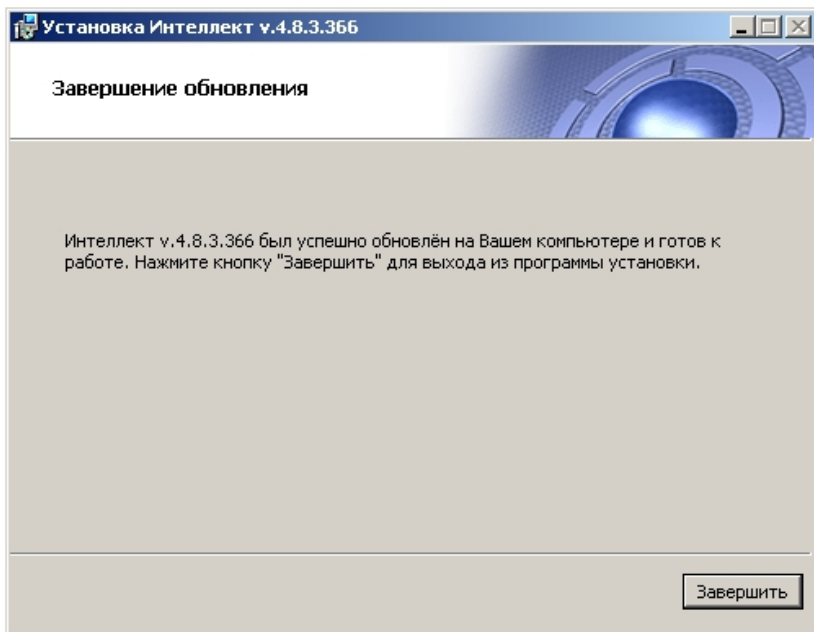 Установка Интеллект v.4.8.3.366
Завершение обновления
Интеллект v.4.8.3.366 был успешно обновлён на Вашем компьютере и готов к
работе. Нажмите кнопку "Завершить" для выхода из программы установки.
Завершить